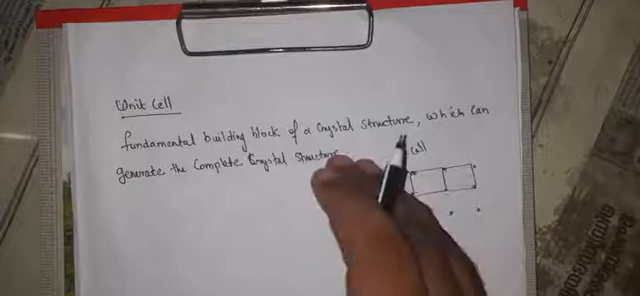 Unit Cell
fundamental building block of a Crystal Structure, which can
generate the Complete Crystal Structure
Cell